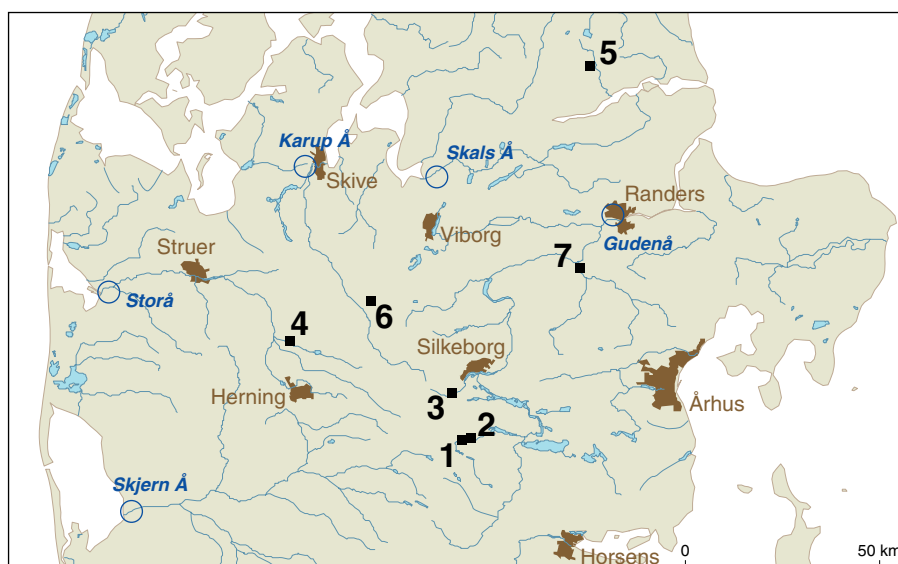 5
Karup Å
Skals Å
Skive
Randers
Viborg
Gudenå
Struer
7
Storå
6
4
Silkeborg
Herning
3
Århus
2
1
Skjern Å
Horsens
0 50 km